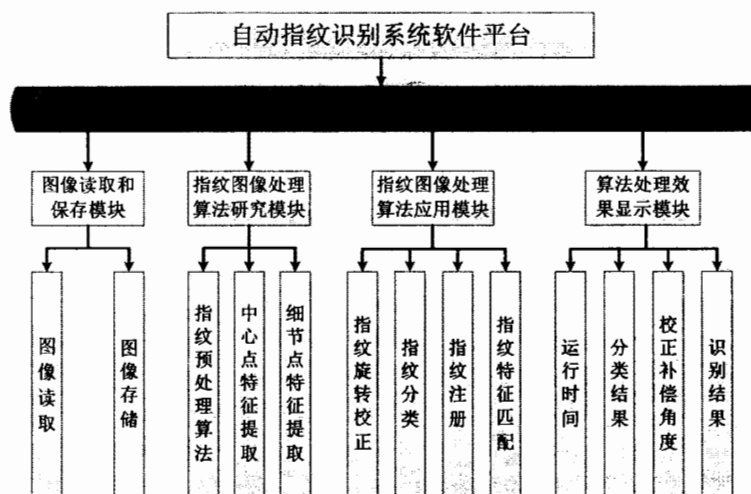 自动指纹识别系统软件平台
图像读取和
保存模块
指纹图像处理
算法研究模块
指纹图像处理
算法应用模块
算法处理效
果显示模块
图像读取
图像存储
指纹预处理算法
中心点特征提取
细节点特征提取
指纹旋转校正
指纹分类
指纹注册
指纹特征匹配
运行时间
分类结果
校正补偿角度
识别结果